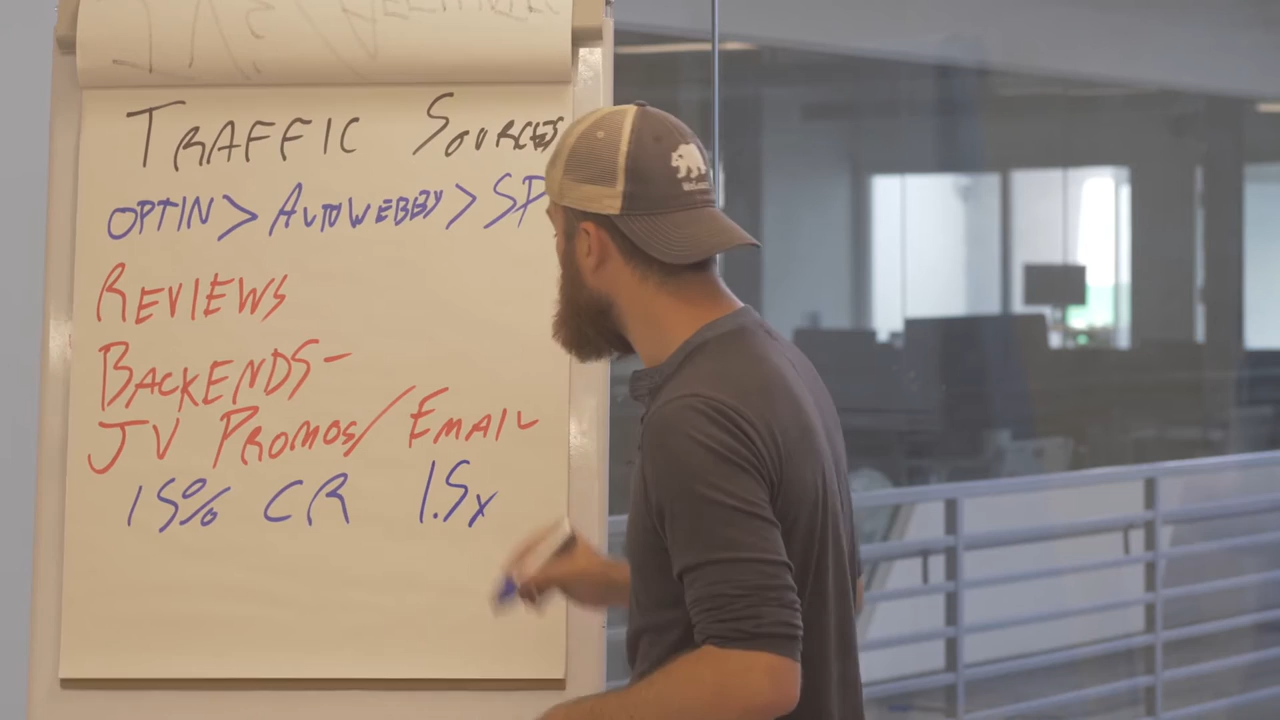 TRAFFIC SOURCES
OPTIN > AUTOWEBBY > SP
REVIEWS
BACKENDS-
JV PROMOS/EMAIL
15% CR 1.5x